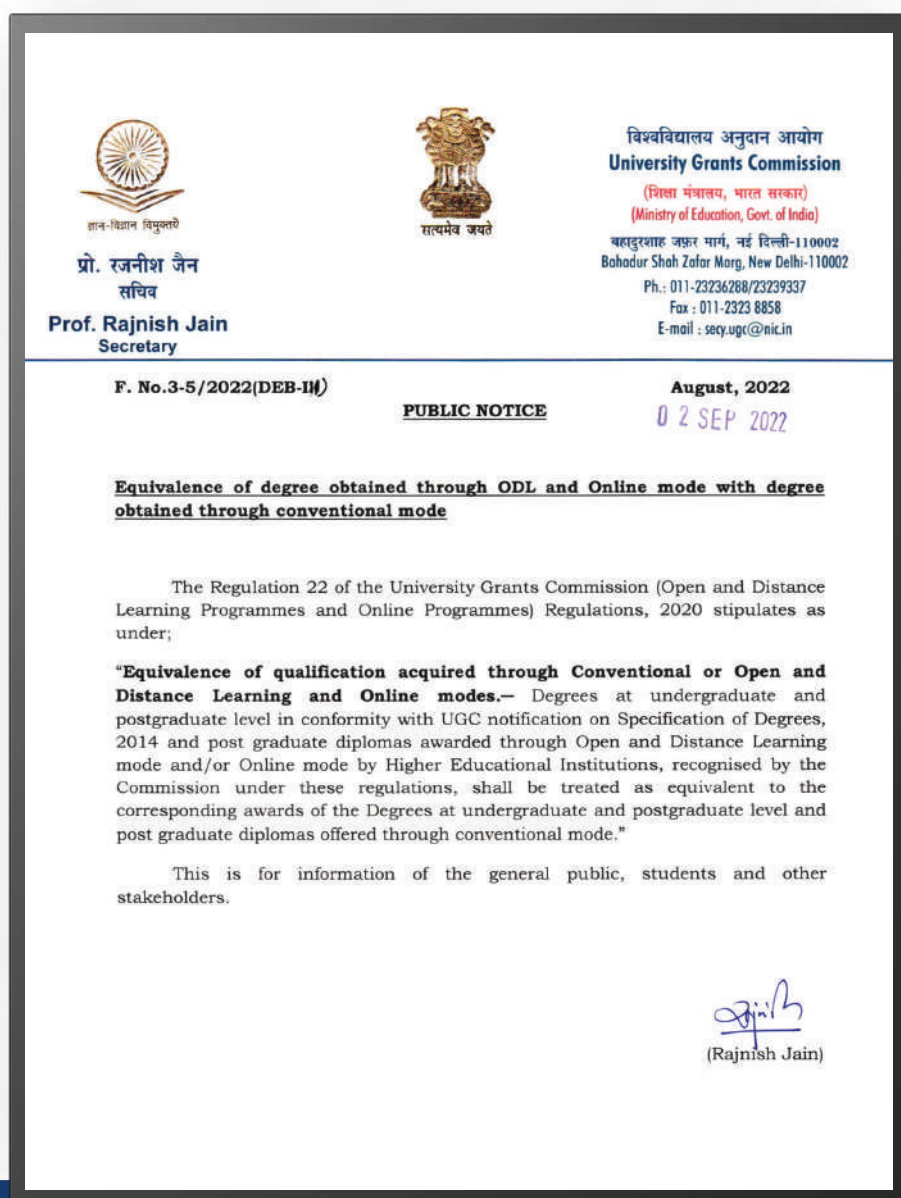 ज्ञान-विज्ञान विमुक्तये
प्रो. रजनीश जैन
सचिव
Prof. Rajnish Jain
Secretary
सत्यमेव जयते
विश्वविद्यालय अनुदान आयोग
University Grants Commission
(शिक्षा मंत्रालय, भारत सरकार)
(Ministry of Education, Govt. of India)
बहादुरशाह ज़फ़र मार्ग, नई दिल्ली-110002
Bahadur Shah Zafar Marg, New Delhi-110002
Ph.: 011-23236288/23239337
Fax : 011-2323 8858
E-mail : secy.ugc@nic.in
F. No.3-5/2022(DEB-III)
August, 2022
PUBLIC NOTICE
02 SEP 2022
Equivalence of degree obtained through ODL and Online mode with degree
obtained through conventional mode
The Regulation 22 of the University Grants Commission (Open and Distance
Learning Programmes and Online Programmes) Regulations, 2020 stipulates as
under;
“Equivalence of qualification acquired through Conventional or Open and
Distance Learning and Online modes.— Degrees at undergraduate and
postgraduate level in conformity with UGC notification on Specification of Degrees,
2014 and post graduate diplomas awarded through Open and Distance Learning
mode and/or Online mode by Higher Educational Institutions, recognised by the
Commission under these regulations, shall be treated as equivalent to the
corresponding awards of the Degrees at undergraduate and postgraduate level and
post graduate diplomas offered through conventional mode.”
This is for information of the general public, students and other
stakeholders.
(Rajnish Jain)